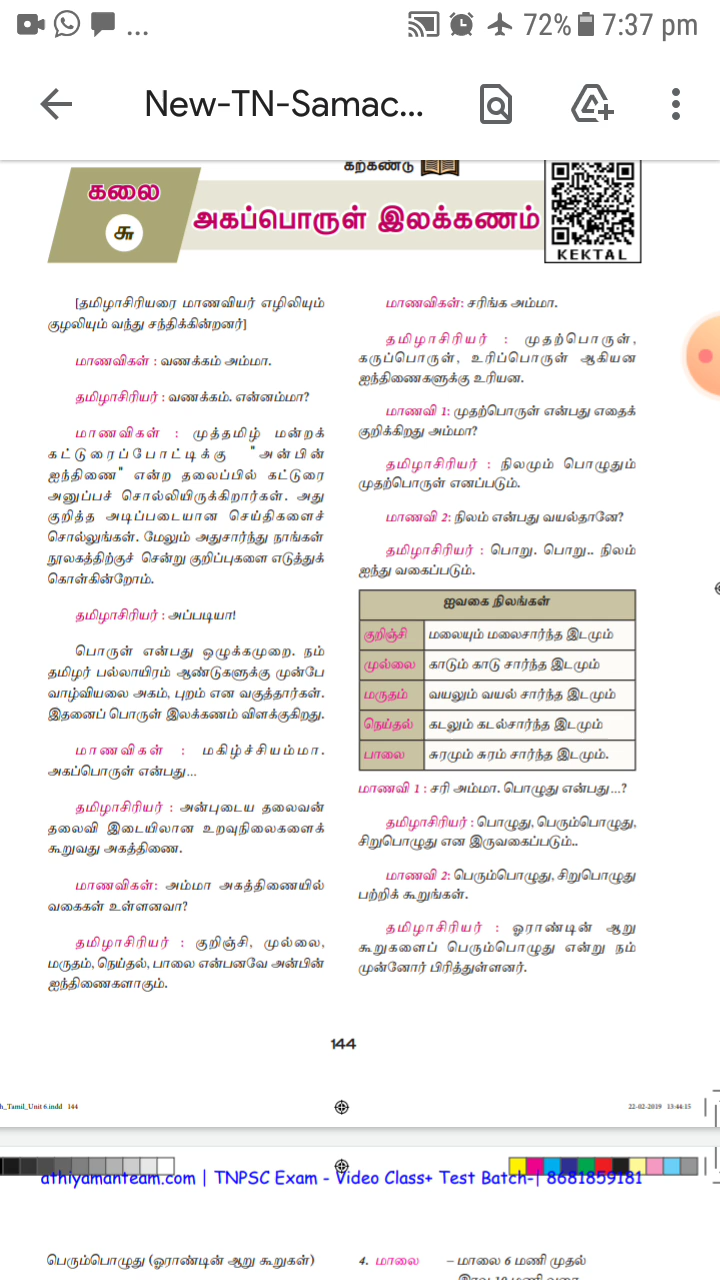 ... 72% 7:37 pm
New-TN-Samac...
கற்கண்டு
கலை
௬
அகப்பொருள் இலக்கணம்
KEKTAL
[தமிழாசிரியரை மாணவியர் எழிலியும்
குழலியும் வந்து சந்திக்கின்றனர்]
மாணவிகள் : வணக்கம் அம்மா.
தமிழாசிரியர் : வணக்கம். என்னம்மா?
மாணவிகள் : முத்தமிழ் மன்றக்
கட்டுரைப்போட்டிக்கு "அன்பின்
ஐந்திணை" என்ற தலைப்பில் கட்டுரை
அனுப்பச் சொல்லியிருக்கிறார்கள். அது
குறித்த அடிப்படையான செய்திகளைச்
சொல்லுங்கள். மேலும் அதுசார்ந்து நாங்கள்
நூலகத்திற்குச் சென்று குறிப்புகளை எடுத்துக்
கொள்கின்றோம்.
தமிழாசிரியர் : அப்படியா!
பொருள் என்பது ஒழுக்கமுறை. நம்
தமிழர் பல்லாயிரம் ஆண்டுகளுக்கு முன்பே
வாழ்வியலை அகம், புறம் என வகுத்தார்கள்.
இதனைப் பொருள் இலக்கணம் விளக்குகிறது.
மாணவிகள் : மகிழ்ச்சியம்மா.
அகப்பொருள் என்பது...
தமிழாசிரியர் : அன்புடைய தலைவன்
தலைவி இடையிலான உறவுநிலைகளைக்
கூறுவது அகத்திணை.
மாணவிகள்: அம்மா அகத்திணையில்
வகைகள் உள்ளனவா?
தமிழாசிரியர் : குறிஞ்சி, முல்லை,
மருதம், நெய்தல், பாலை என்பனவே அன்பின்
ஐந்திணைகளாகும்.
மாணவிகள்: சரிங்க அம்மா.
தமிழாசிரியர் : முதற்பொருள்,
கருப்பொருள், உரிப்பொருள் ஆகியன
ஐந்திணைகளுக்கு உரியன.
மாணவி 1: முதற்பொருள் என்பது எதைக்
குறிக்கிறது அம்மா?
தமிழாசிரியர் : நிலமும் பொழுதும்
முதற்பொருள் எனப்படும்.
மாணவி 2: நிலம் என்பது வயல்தானே?
தமிழாசிரியர் : பொறு. பொறு.. நிலம்
ஐந்து வகைப்படும்.
ஐவகை நிலங்கள்
குறிஞ்சி மலையும் மலைசார்ந்த இடமும்
முல்லை காடும் காடு சார்ந்த இடமும்
மருதம் வயலும் வயல் சார்ந்த இடமும்
நெய்தல் கடலும் கடல்சார்ந்த இடமும்
பாலை சுரமும் சுரம் சார்ந்த இடமும்.
மாணவி 1 : சரி அம்மா. பொழுது என்பது...?
தமிழாசிரியர் : பொழுது, பெரும்பொழுது,
சிறுபொழுது என இருவகைப்படும்..
மாணவி 2: பெரும்பொழுது, சிறுபொழுது
பற்றிக் கூறுங்கள்.
தமிழாசிரியர் : ஓராண்டின் ஆறு
கூறுகளைப் பெரும்பொழுது என்று நம்
முன்னோர் பிரித்துள்ளனர்.
144
h_Tamil_Unit 6.indd 144 22-02-2019 13:44:15
athiyamanteam.com | TNPSC Exam - Video Class+ Test Batch-| 8681859181
பெரும்பொழுது (ஓராண்டின் ஆறு கூறுகள்)
4. மாலை – மாலை 6 மணி முதல்
இரவு 10 மணி வரை